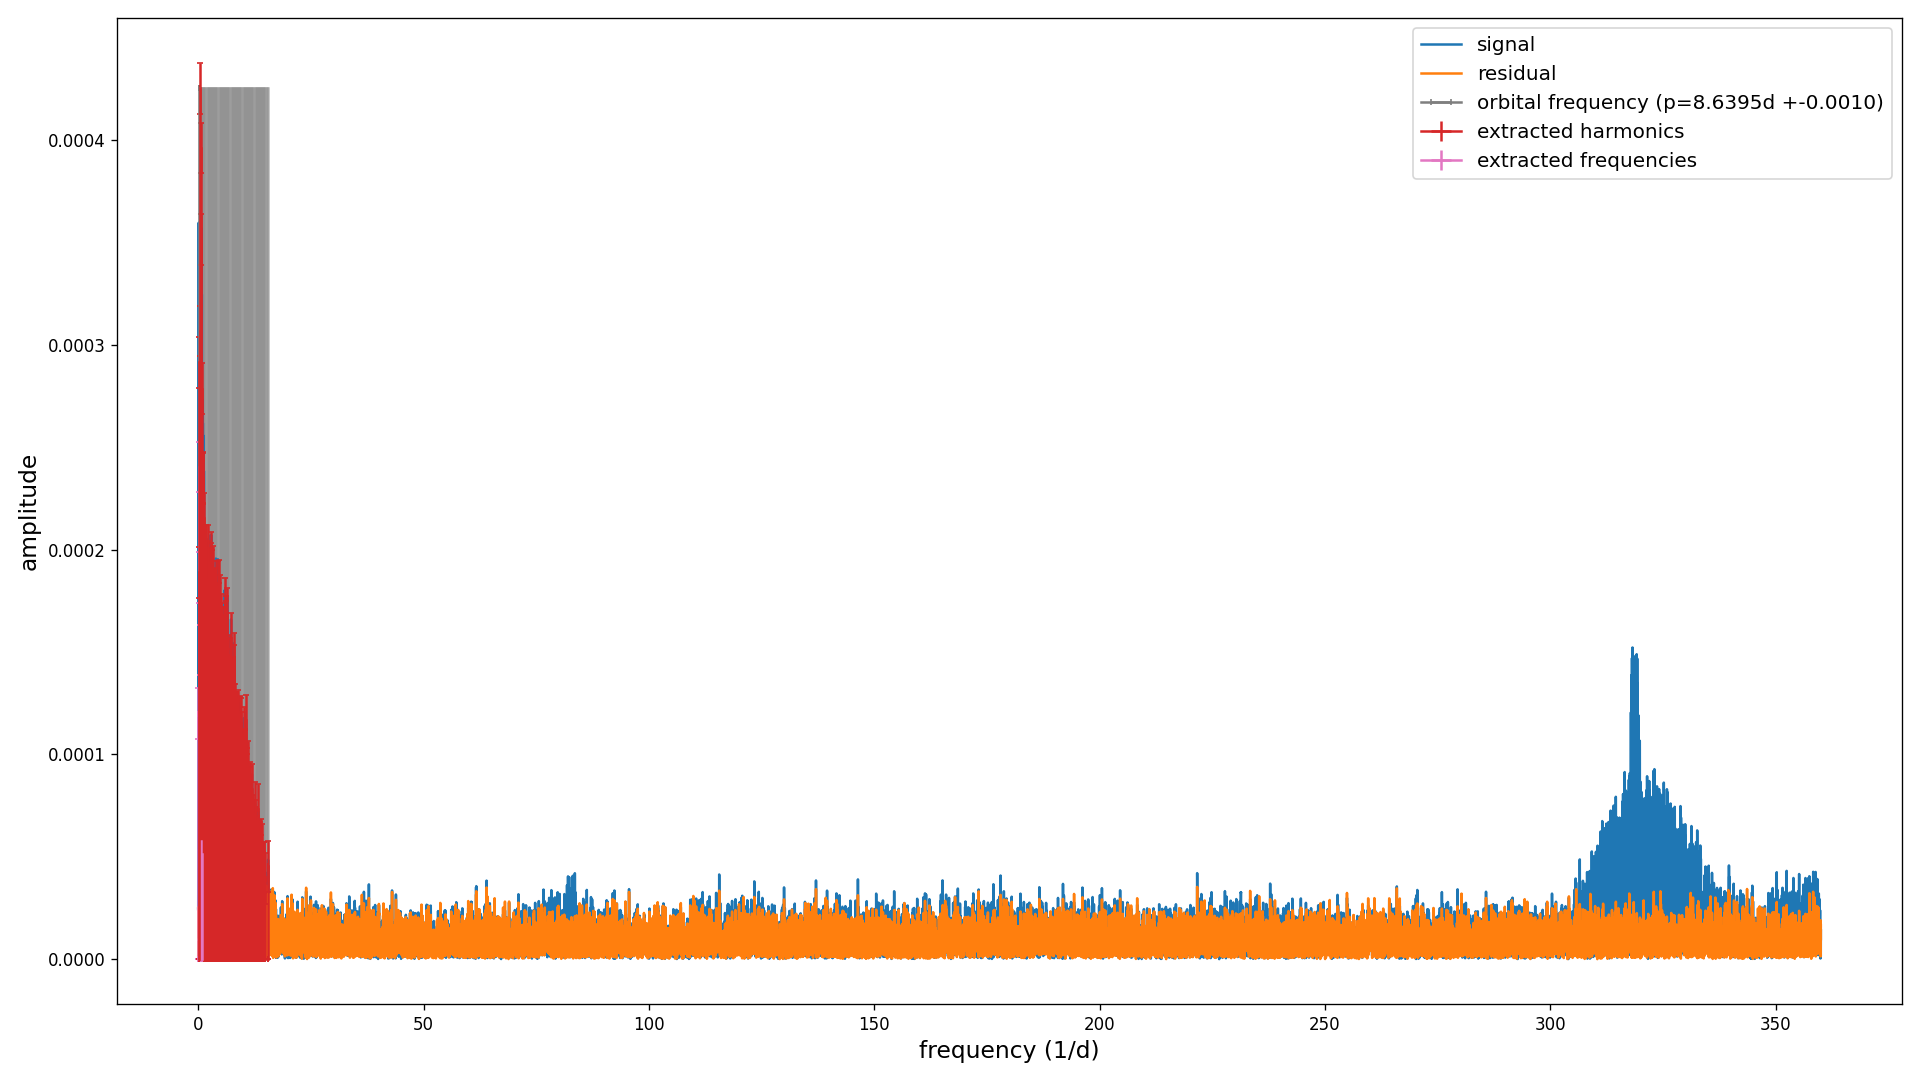 signal
residual
orbital frequency (p=8.6395d +-0.0010)
extracted harmonics
extracted frequencies
amplitude
0.0004
0.0003
0.0002
0.0001
0.0000
0 50 100 150 200 250 300 350
frequency (1/d)